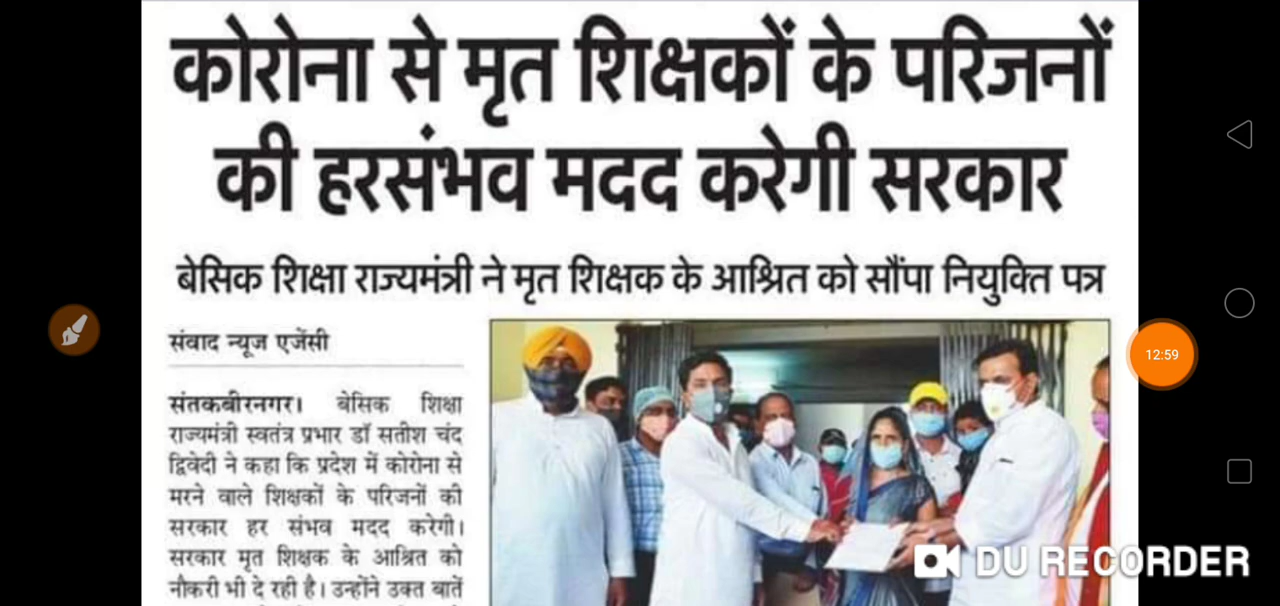 कोरोना से मृत शिक्षकों के परिजनों
की हरसंभव मदद करेगी सरकार
बेसिक शिक्षा राज्यमंत्री ने मृत शिक्षक के आश्रित को सौंपा नियुक्ति पत्र
संवाद न्यूज एजेंसी
संतकबीरनगर। बेसिक शिक्षा
राज्यमंत्री स्वतंत्र प्रभार डॉ सतीश चंद
द्विवेदी ने कहा कि प्रदेश में कोरोना से
मरने वाले शिक्षकों के परिजनों की
सरकार हर संभव मदद करेगी।
सरकार मृत शिक्षक के आश्रित को
नौकरी भी दे रही है। उन्होंने उक्त बातें
12:59
DU RECORDER